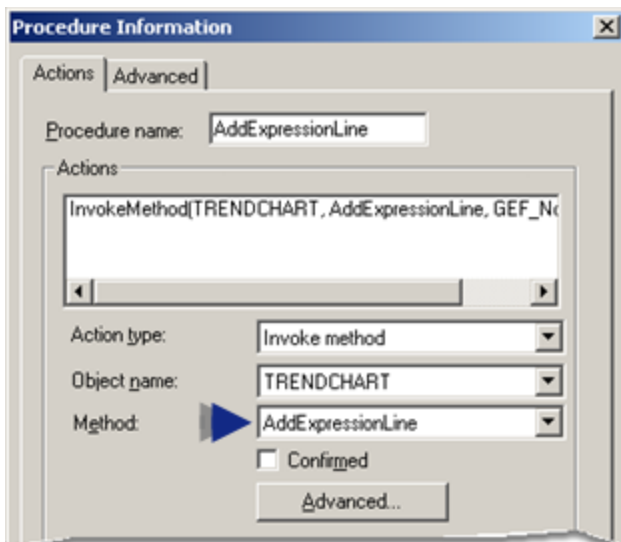 Procedure Information
Actions Advanced
Procedure name: AddExpressionLine
Actions
InvokeMethod(TRENDCHART, AddExpressionLine, GEF_No
Action type: Invoke method
Object name: TRENDCHART
Method: AddExpressionLine
Confirmed
Advanced...